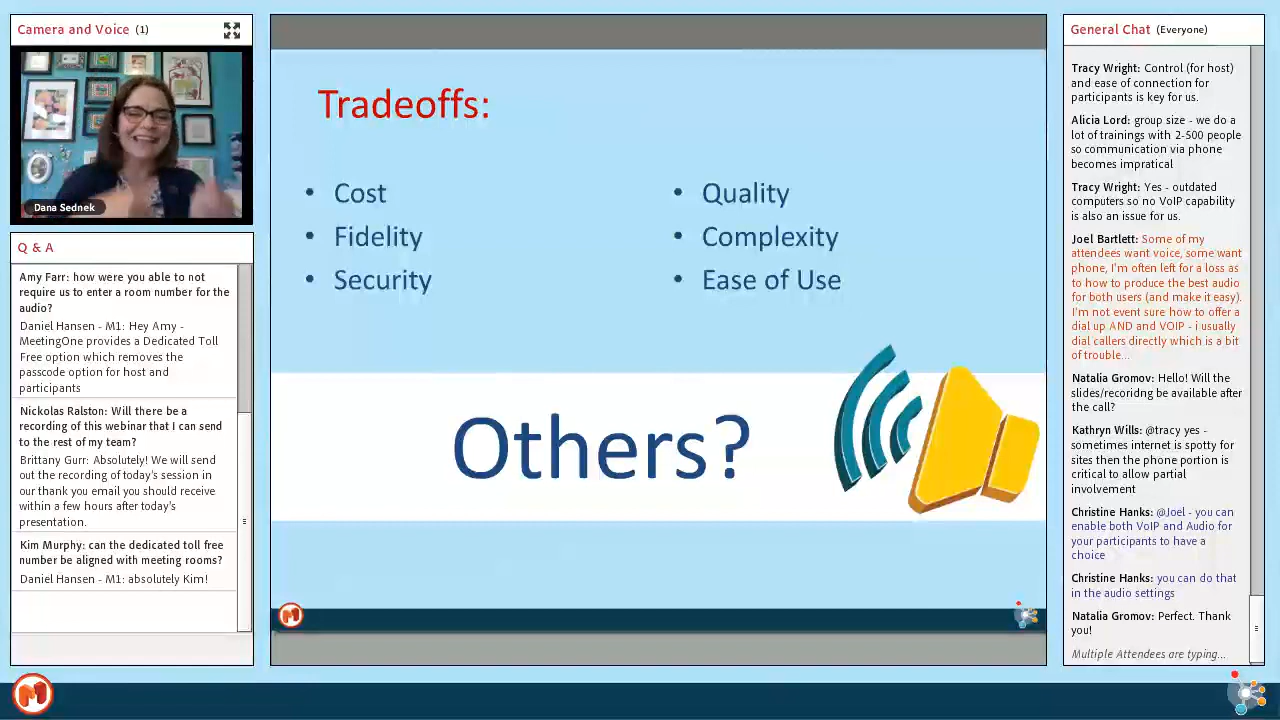 Camera and Voice (1)
Dana Sednek
Q & A
Amy Farr: how were you able to not
require us to enter a room number for the
audio?
Daniel Hansen - M1: Hey Amy -
MeetingOne provides a Dedicated Toll
Free option which removes the
passcode option for host and
participants
Nickolas Ralston: Will there be a
recording of this webinar that I can send
to the rest of my team?
Brittany Gurr: Absolutely! We will send
out the recording of today's session in
our thank you email you should receive
within a few hours after today's
presentation.
Kim Murphy: can the dedicated toll free
number be aligned with meeting rooms?
Daniel Hansen - M1: absolutely Kim!
Tradeoffs:
• Cost
• Fidelity
• Security
• Quality
• Complexity
• Ease of Use
Others?
General Chat (Everyone)
Tracy Wright: Control (for host)
and ease of connection for
participants is key for us.
Alicia Lord: group size - we do a
lot of trainings with 2-500 people
so communication via phone
becomes impratical
Tracy Wright: Yes - outdated
computers so no VoIP capability
is also an issue for us.
Joel Bartlett: Some of my
attendees want voice, some want
phone, I'm often left for a loss as
to how to produce the best audio
for both users (and make it easy).
I'm not event sure how to offer a
dial up AND and VOIP - i usually
dial callers directly which is a bit
of trouble...
Natalia Gromov: Hello! Will the
slides/recoridng be available after
the call?
Kathryn Wills: @tracy yes -
sometimes internet is spotty for
sites then the phone portion is
critical to allow partial
involvement
Christine Hanks: @Joel - you can
enable both VoIP and Audio for
your participants to have a
choice
Christine Hanks: you can do that
in the audio settings
Natalia Gromov: Perfect. Thank
you!
Multiple Attendees are typing...